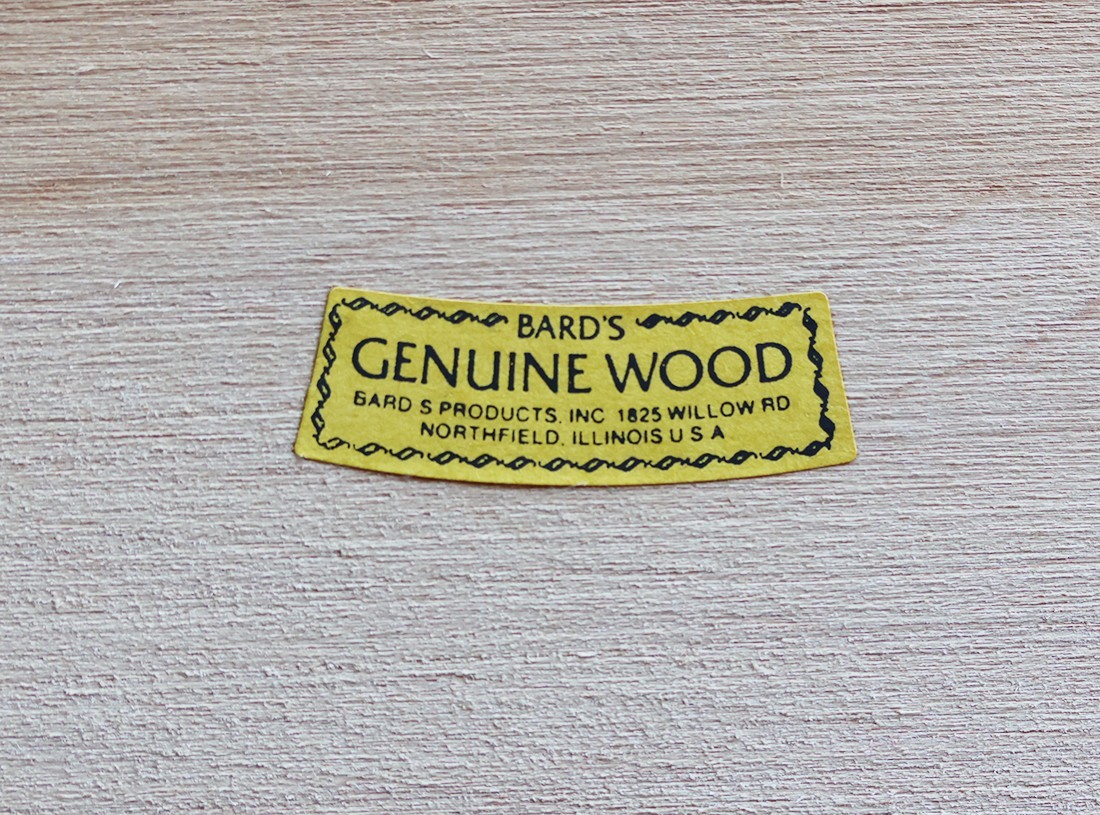 BARD'S
GENUINE WOOD
BARD S PRODUCTS, INC 1825 WILLOW RD
NORTHFIELD, ILLINOIS U S A